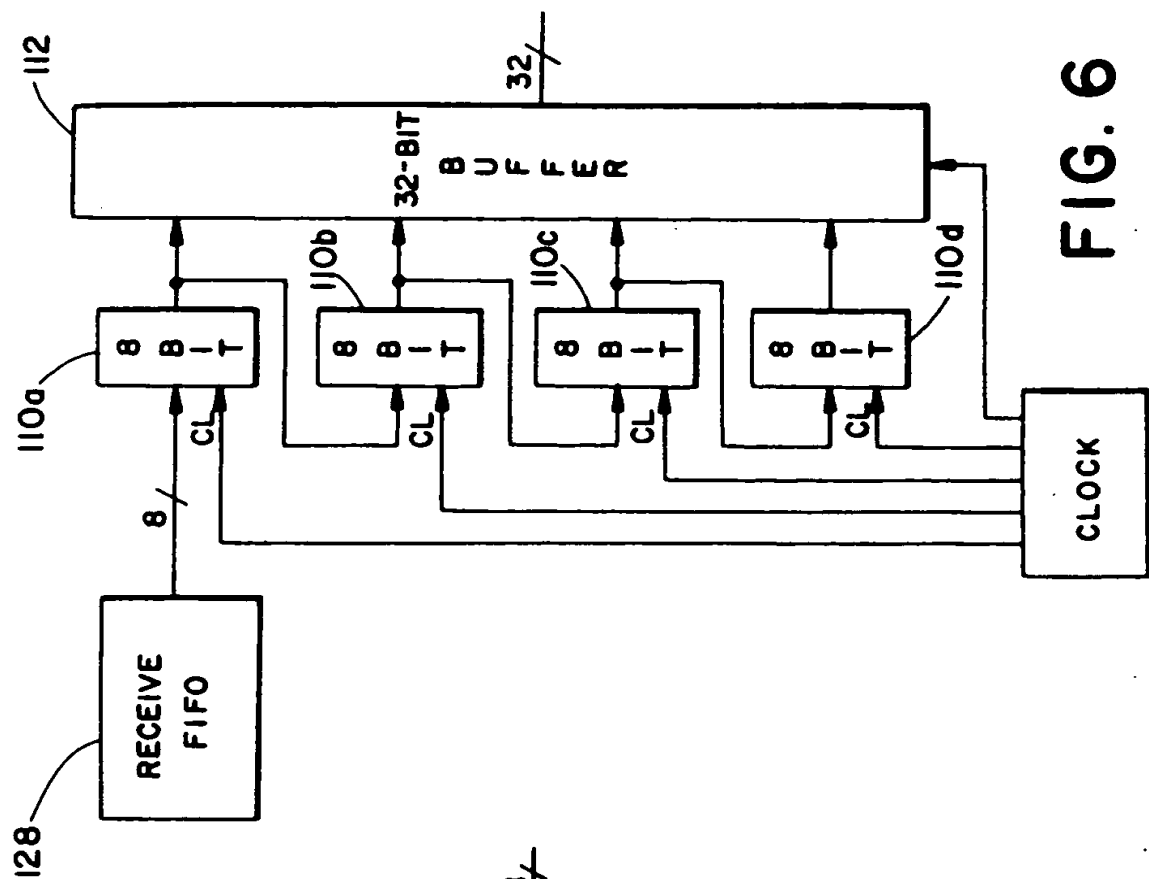 128
RECEIVE
FIFO
8
110a
CL
8
BIT
110b
CL
8
BIT
110c
CL
8
BIT
110d
CL
8
BIT
112
32-BIT
BUFFER
32
CLOCK
FIG. 6